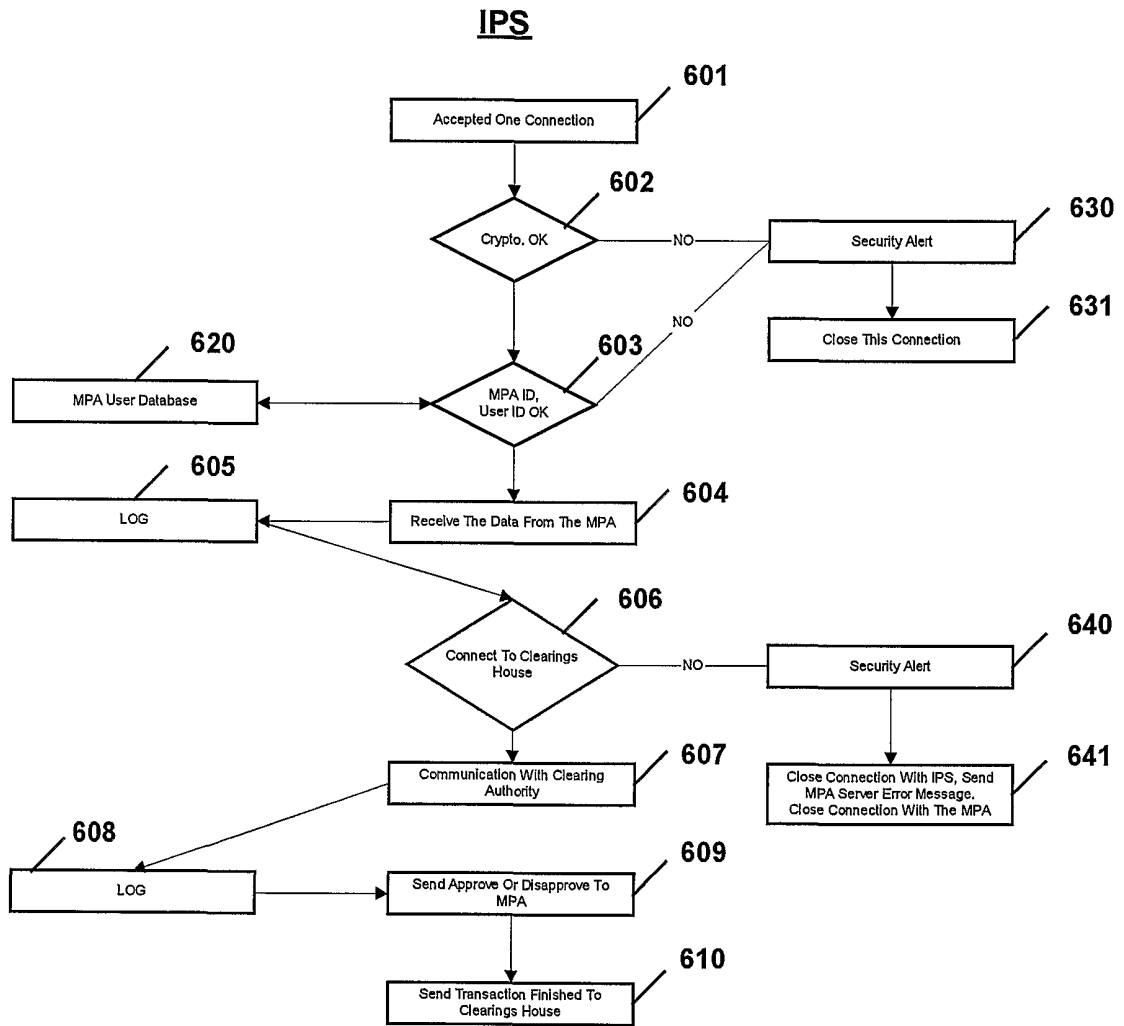 IPS
601
Accepted One Connection
602
Crypto. OK
NO
630
Security Alert
631
Close This Connection
NO
603
MPA ID,
User ID OK
620
MPA User Database
605
LOG
604
Receive The Data From The MPA
606
Connect To Clearings
House
NO
640
Security Alert
641
Close Connection With IPS, Send
MPA Server Error Message.
Close Connection With The MPA
607
Communication With Clearing
Authority
608
LOG
609
Send Approve Or Disapprove To
MPA
610
Send Transaction Finished To
Clearings House